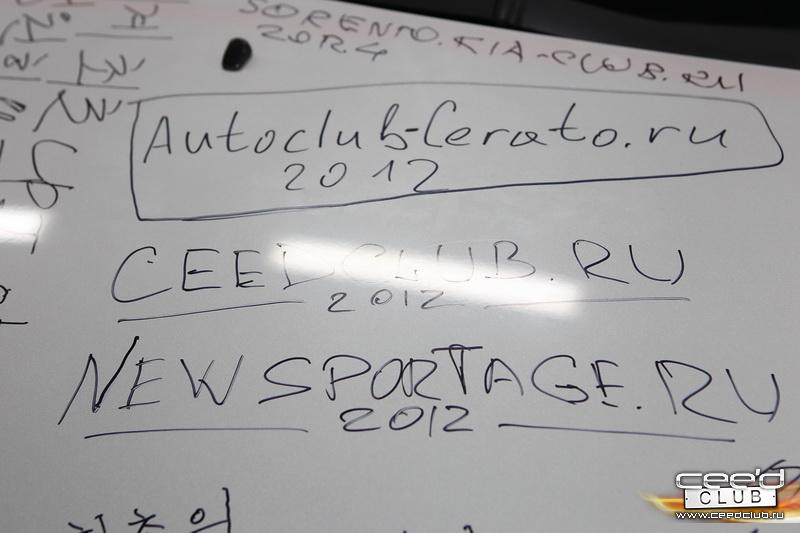 SORENTO.KIA-CLUB.RU
2012.4
Autoclub-Cerato.ru
2012
CEEDCLUB.RU
2012
NEWSPORTAGE.RU
2012
cee'd
CLUB
www.ceedclub.ru